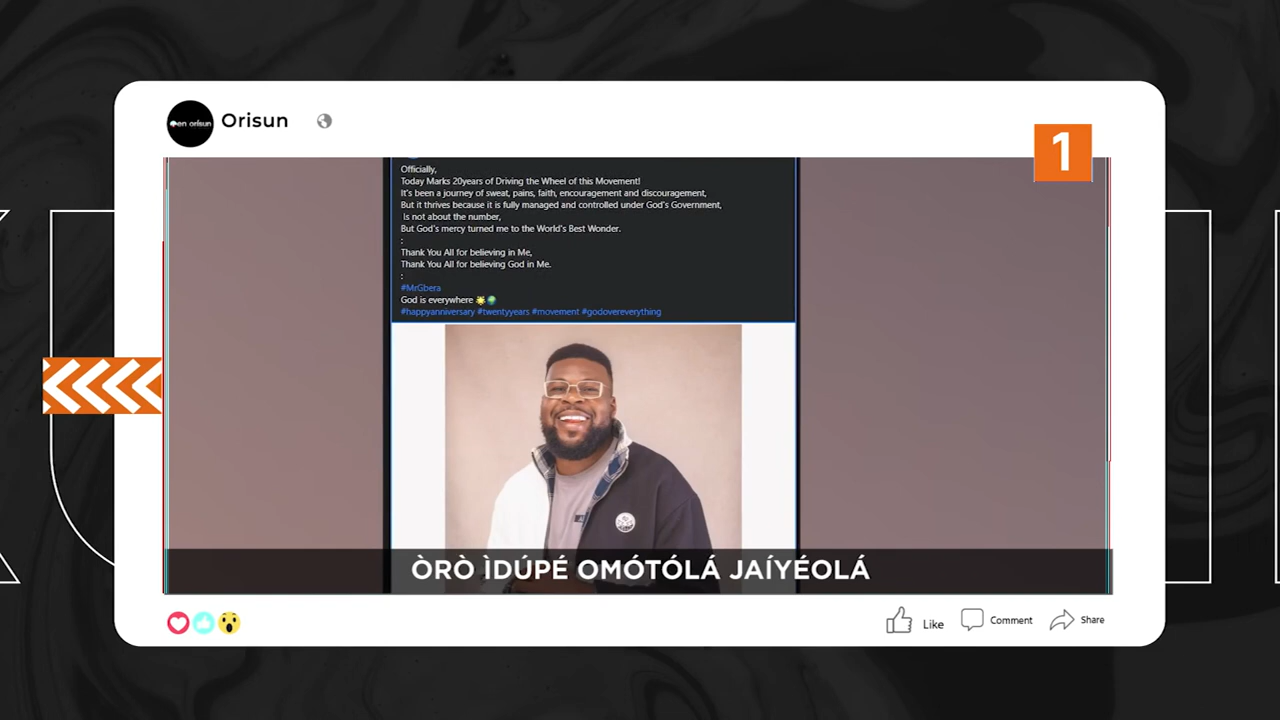 en orisun
Orisun
1
Officially,
Today Marks 20years of Driving the Wheel of this Movement!
It's been a journey of sweat, pains, faith, encouragement and discouragement,
But it thrives because it is fully managed and controlled under God's Government,
Is not about the number,
But God's mercy turned me to the World's Best Wonder.
:
Thank You All for believing in Me,
Thank You All for believing God in Me.
:
#MrGbera
God is everywhere 🌟🌍
#happyanniversary #twentyyears #movement #godovereverything
ÒRÒ ÌDÚPÉ OMÓTÓLÁ JAÍYÉOLÁ
Like
Comment
Share